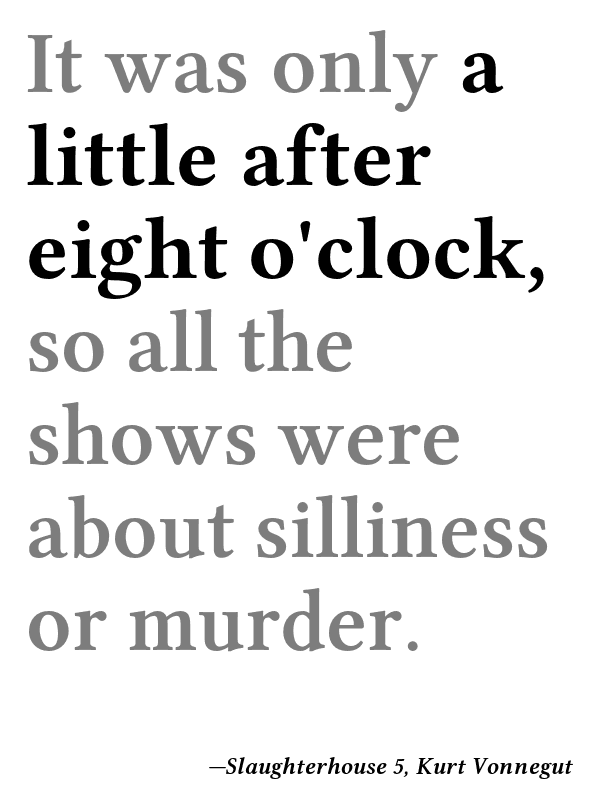 It was only a
little after
eight o'clock,
so all the
shows were
about silliness
or murder.
—Slaughterhouse 5, Kurt Vonnegut